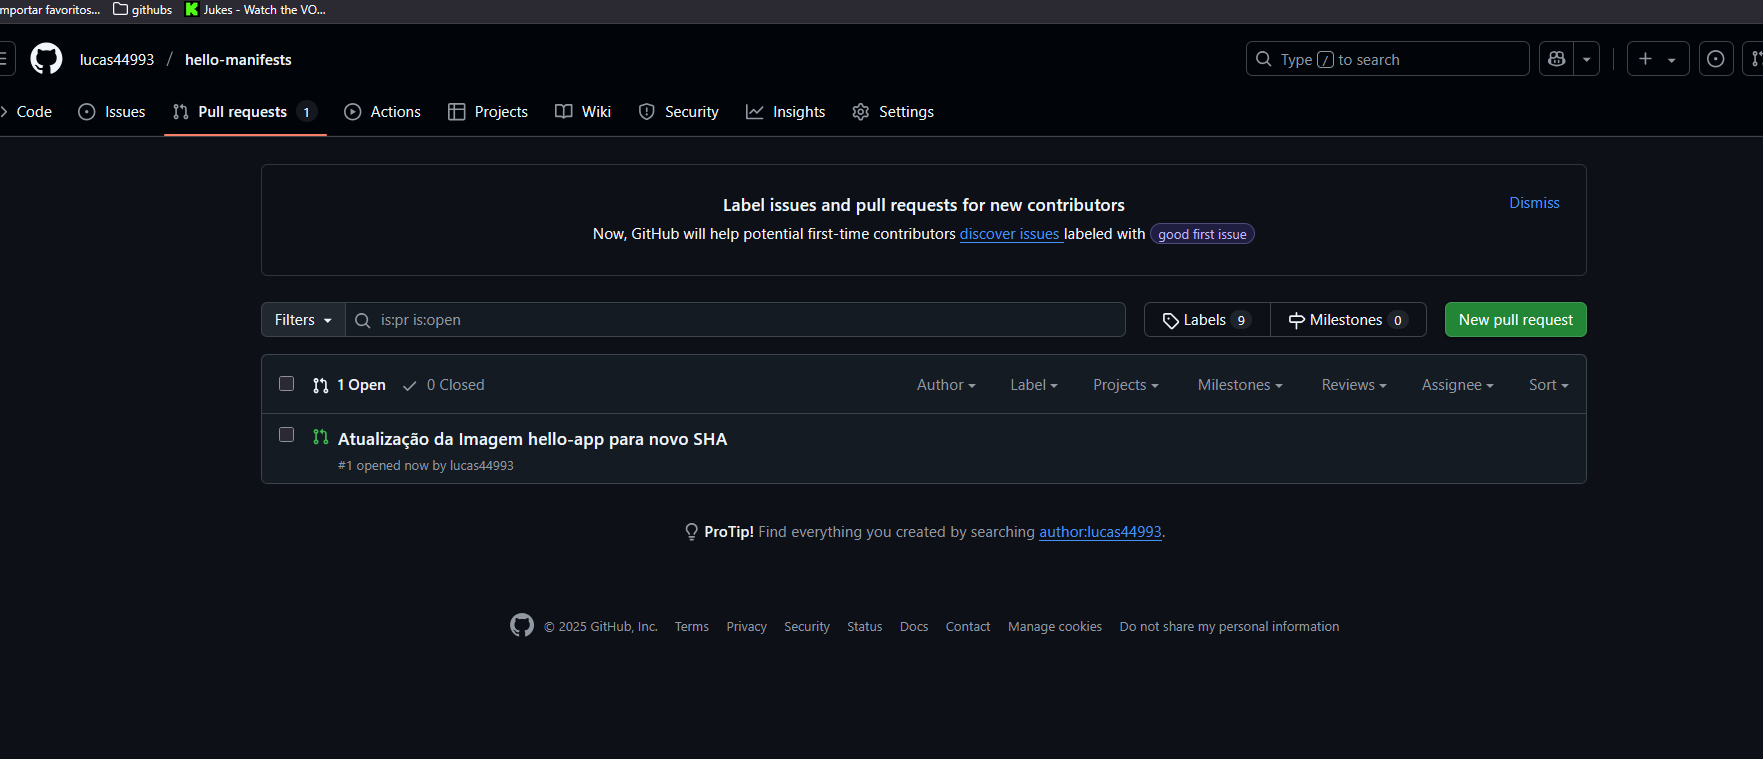 mportar favoritos... githubs Jukes - Watch the VO...
lucas44993 / hello-manifests Type / to search
Code Issues Pull requests 1 Actions Projects Wiki Security Insights Settings
Label issues and pull requests for new contributors
Dismiss
Now, GitHub will help potential first-time contributors discover issues labeled with good first issue
Filters is:pr is:open Labels 9 Milestones 0 New pull request
1 Open 0 Closed Author Label Projects Milestones Reviews Assignee Sort
Atualização da Imagem hello-app para novo SHA
#1 opened now by lucas44993
ProTip! Find everything you created by searching author:lucas44993.
© 2025 GitHub, Inc. Terms Privacy Security Status Docs Contact Manage cookies Do not share my personal information